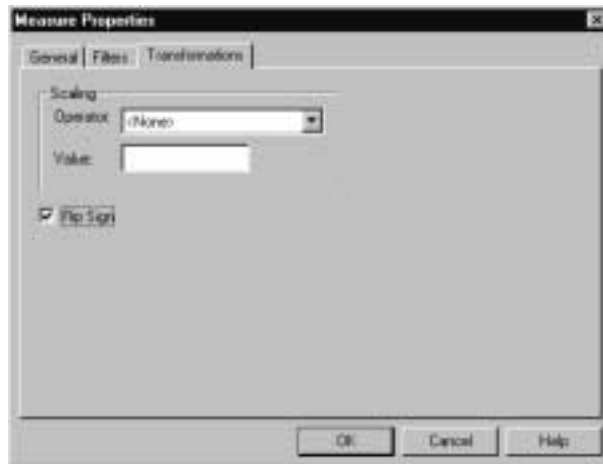 Measure Properties
General Filters Transformations
Scaling
Operator: <None>
Value:
Flip Sign
OK Cancel Help